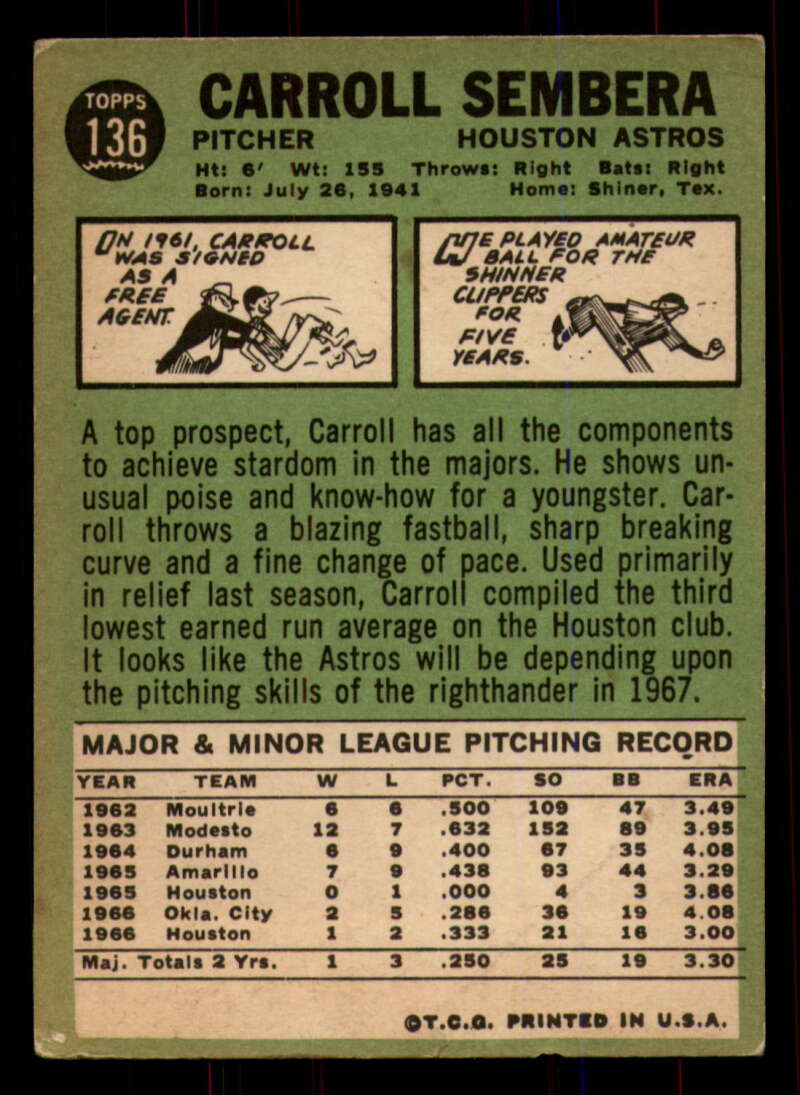 TOPPS
136
CARROLL SEMBERA
PITCHER HOUSTON ASTROS
Ht: 6' Wt: 155 Throws: Right Bats: Right
Born: July 26, 1941 Home: Shiner, Tex.
IN 1961, CARROLL
WAS SIGNED
AS A
FREE
AGENT.
WE PLAYED AMATEUR
BALL FOR THE
SHINNER
CLIPPERS
FOR
FIVE
YEARS.
A top prospect, Carroll has all the components
to achieve stardom in the majors. He shows un-
usual poise and know-how for a youngster. Car-
roll throws a blazing fastball, sharp breaking
curve and a fine change of pace. Used primarily
in relief last season, Carroll compiled the third
lowest earned run average on the Houston club.
It looks like the Astros will be depending upon
the pitching skills of the righthander in 1967.
MAJOR & MINOR LEAGUE PITCHING RECORD
YEAR TEAM W L PCT. SO BB ERA
1962 Moultrie 6 6 .500 109 47 3.49
1963 Modesto 12 7 .632 152 89 3.95
1964 Durham 6 9 .400 67 35 4.08
1965 Amarillo 7 9 .438 93 44 3.29
1965 Houston 0 1 .000 4 3 3.86
1966 Okla. City 2 5 .286 36 19 4.08
1966 Houston 1 2 .333 21 16 3.00
Maj. Totals 2 Yrs. 1 3 .250 25 19 3.30
©T.C.G. PRINTED IN U.S.A.